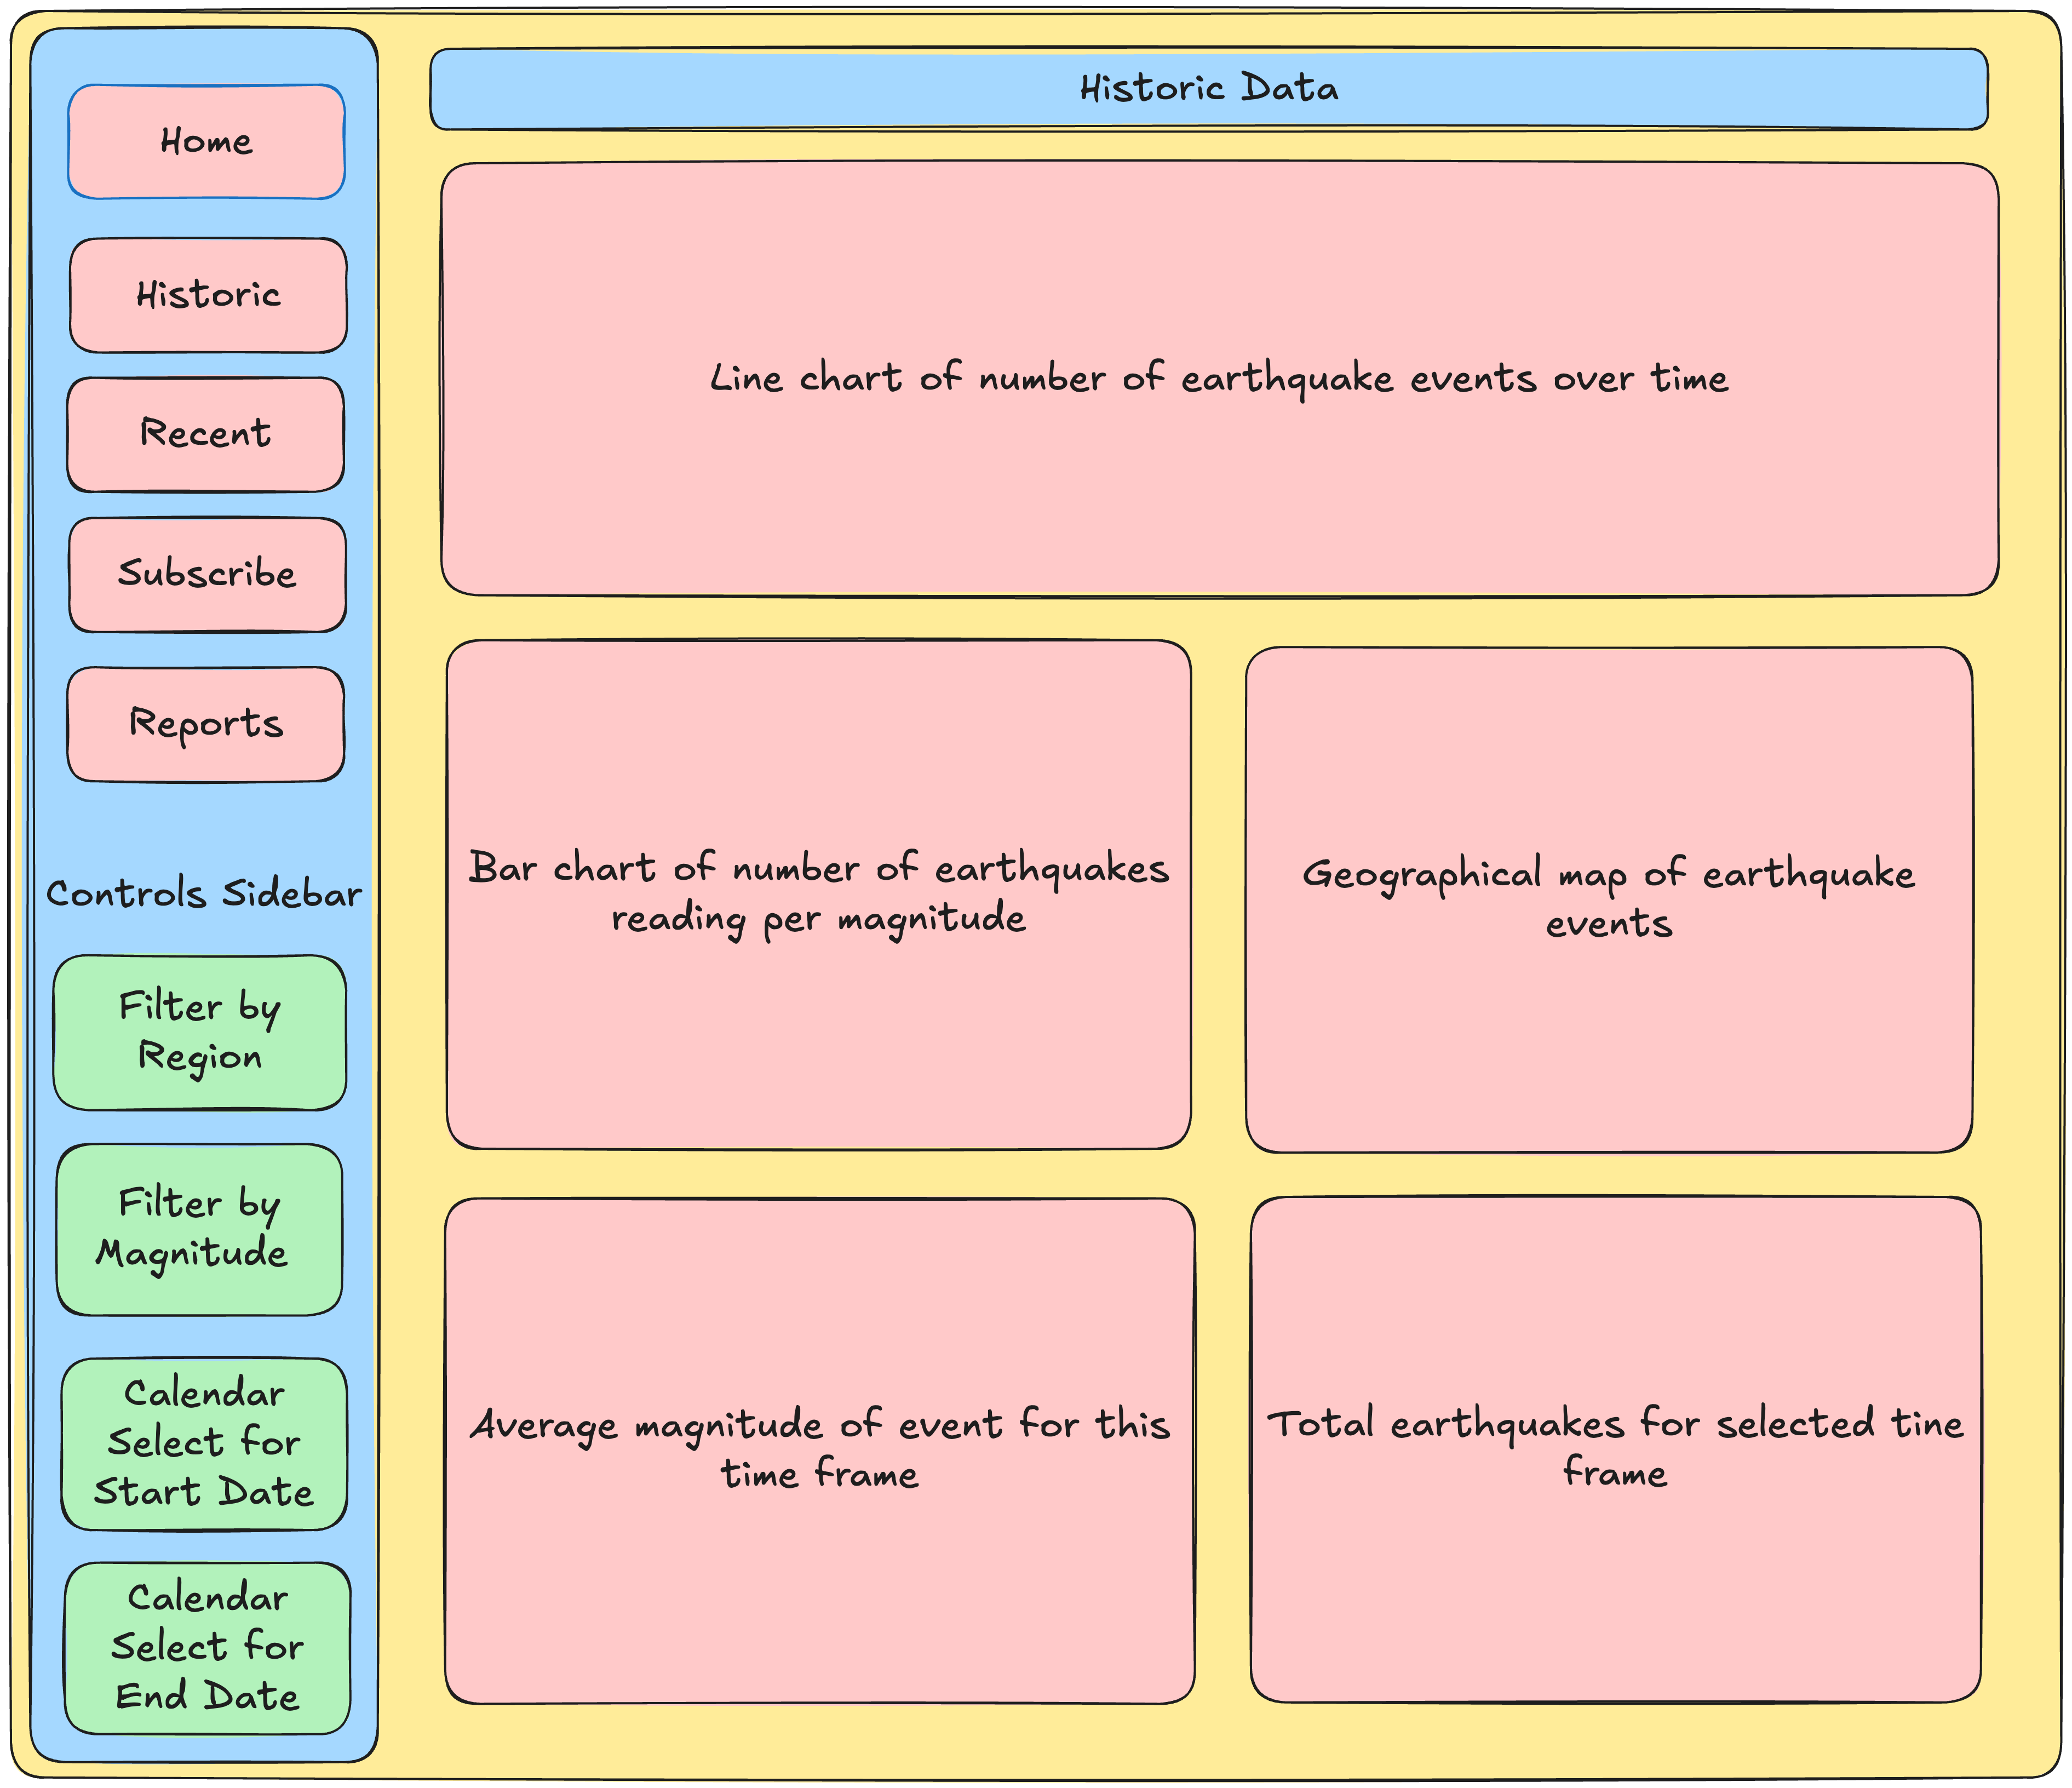 Home
Historic
Recent
Subscribe
Reports
Controls Sidebar
Filter by
Region
Filter by
Magnitude
Calendar
Select for
Start Date
Calendar
Select for
End Date
Historic Data
Line chart of number of earthquake events over time
Bar chart of number of earthquakes
reading per magnitude
Geographical map of earthquake
events
Average magnitude of event for this
time frame
Total earthquakes for selected tine
frame